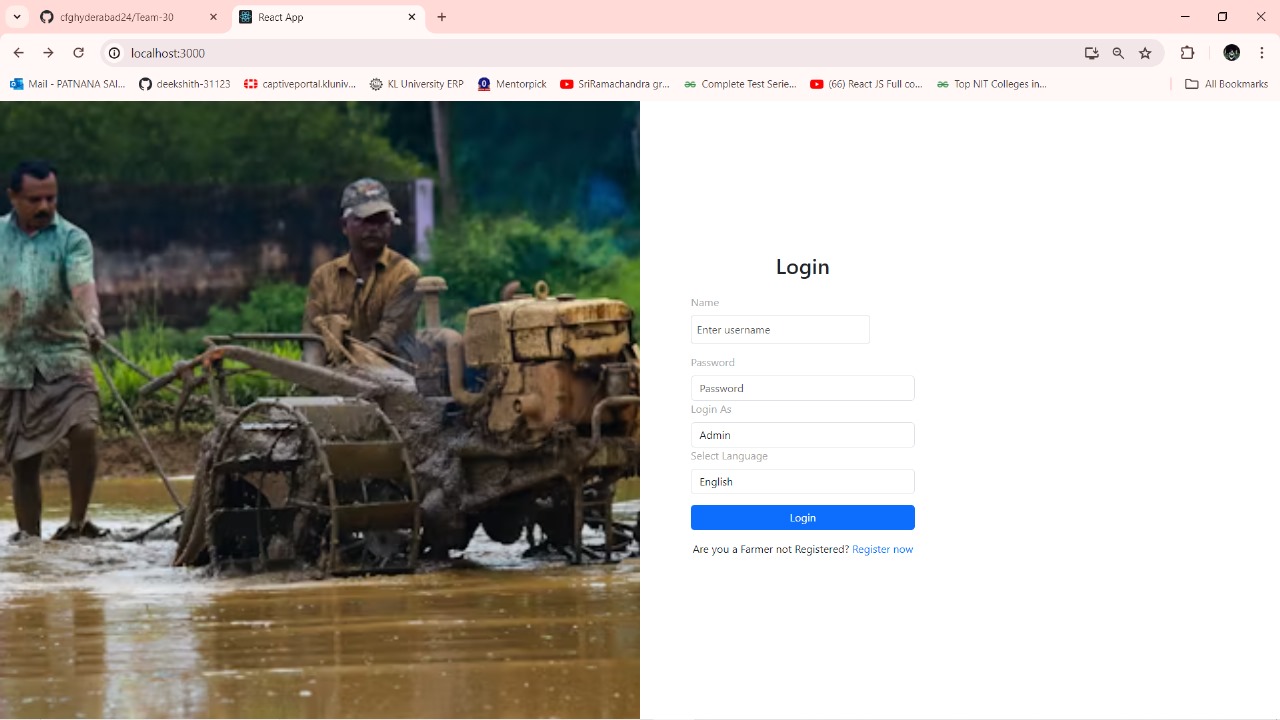 cfghyderabad24/Team-30
React App
localhost:3000
Mail - PATNANA SAI...
deekshith-31123
captiveportal.kluniv...
KL University ERP
Mentorpick
SriRamachandra gr...
Complete Test Serie...
(66) React JS Full co...
Top NIT Colleges in...
All Bookmarks
Login
Name
Enter username
Password
Password
Login As
Admin
Select Language
English
Login
Are you a Farmer not Registered? Register now